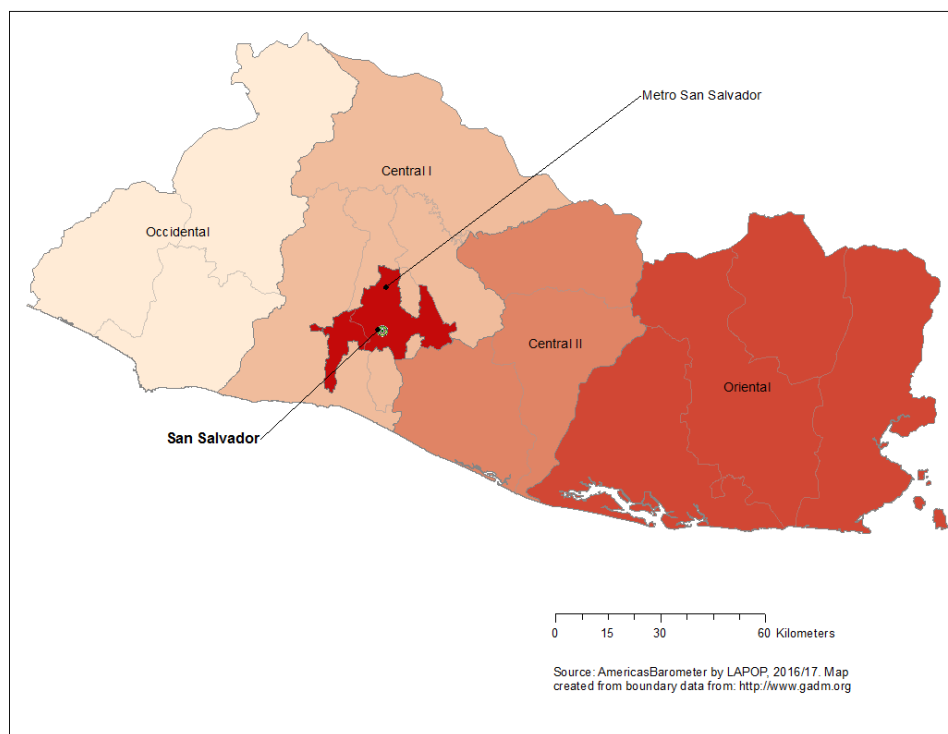 Metro San Salvador
Central I
Occidental
Central II
Oriental
San Salvador
0 15 30 60 Kilometers
Source: AmericasBarometer by LAPOP, 2016/17. Map
created from boundary data from: http://www.gadm.org